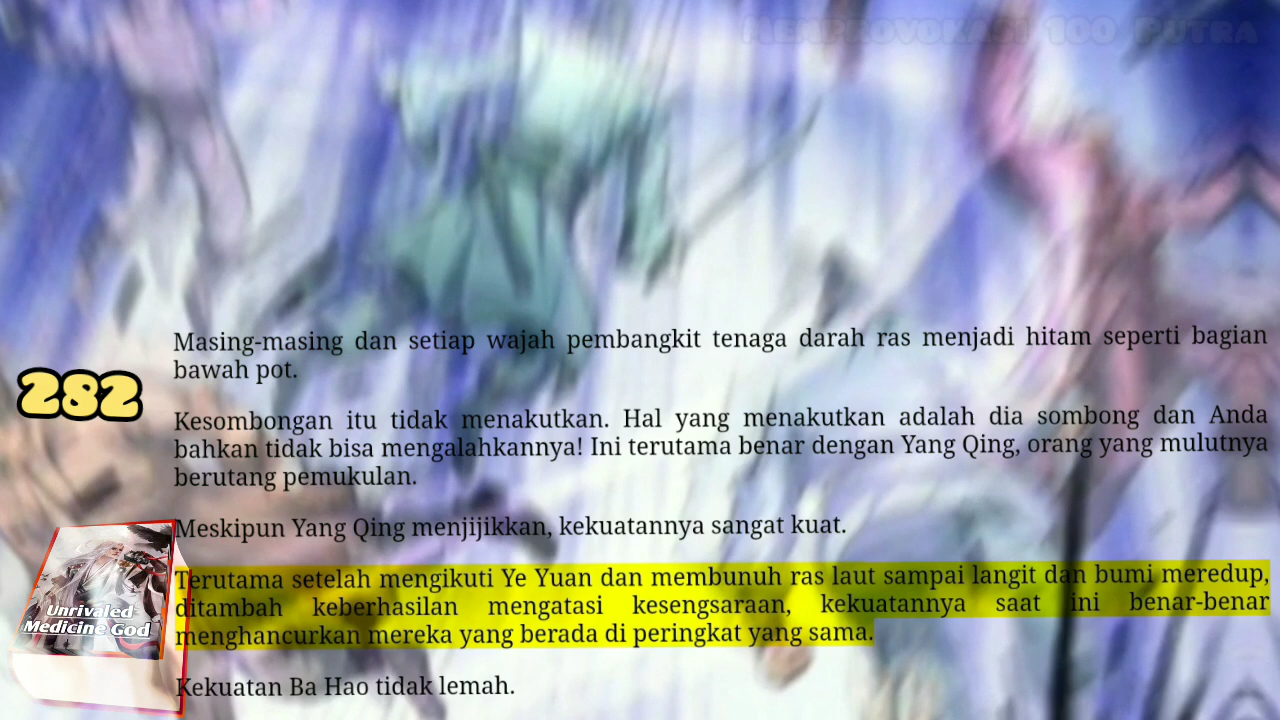 MEMPROVOKASI 100 PUTRA
Masing-masing dan setiap wajah pembangkit tenaga darah ras menjadi hitam seperti bagian
bawah pot.
282
Kesombongan itu tidak menakutkan. Hal yang menakutkan adalah dia sombong dan Anda
bahkan tidak bisa mengalahkannya! Ini terutama benar dengan Yang Qing, orang yang mulutnya
berutang pemukulan.
Meskipun Yang Qing menjijikkan, kekuatannya sangat kuat.
Terutama setelah mengikuti Ye Yuan dan membunuh ras laut sampai langit dan bumi meredup,
ditambah keberhasilan mengatasi kesengsaraan, kekuatannya saat ini benar-benar
menghancurkan mereka yang berada di peringkat yang sama.
Unrivaled
Medicine God
Kekuatan Ba Hao tidak lemah.